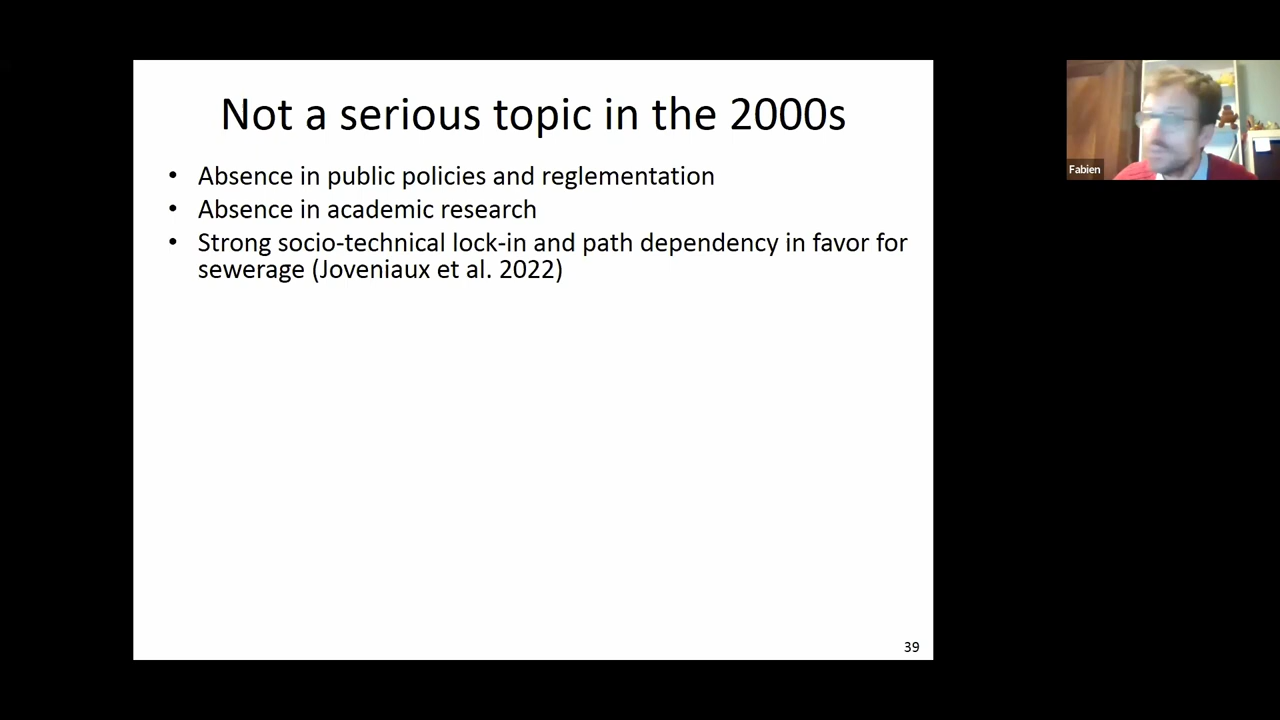 Not a serious topic in the 2000s
• Absence in public policies and reglementation
• Absence in academic research
• Strong socio-technical lock-in and path dependency in favor for
sewerage (Joveniaux et al. 2022)
39
Fabien